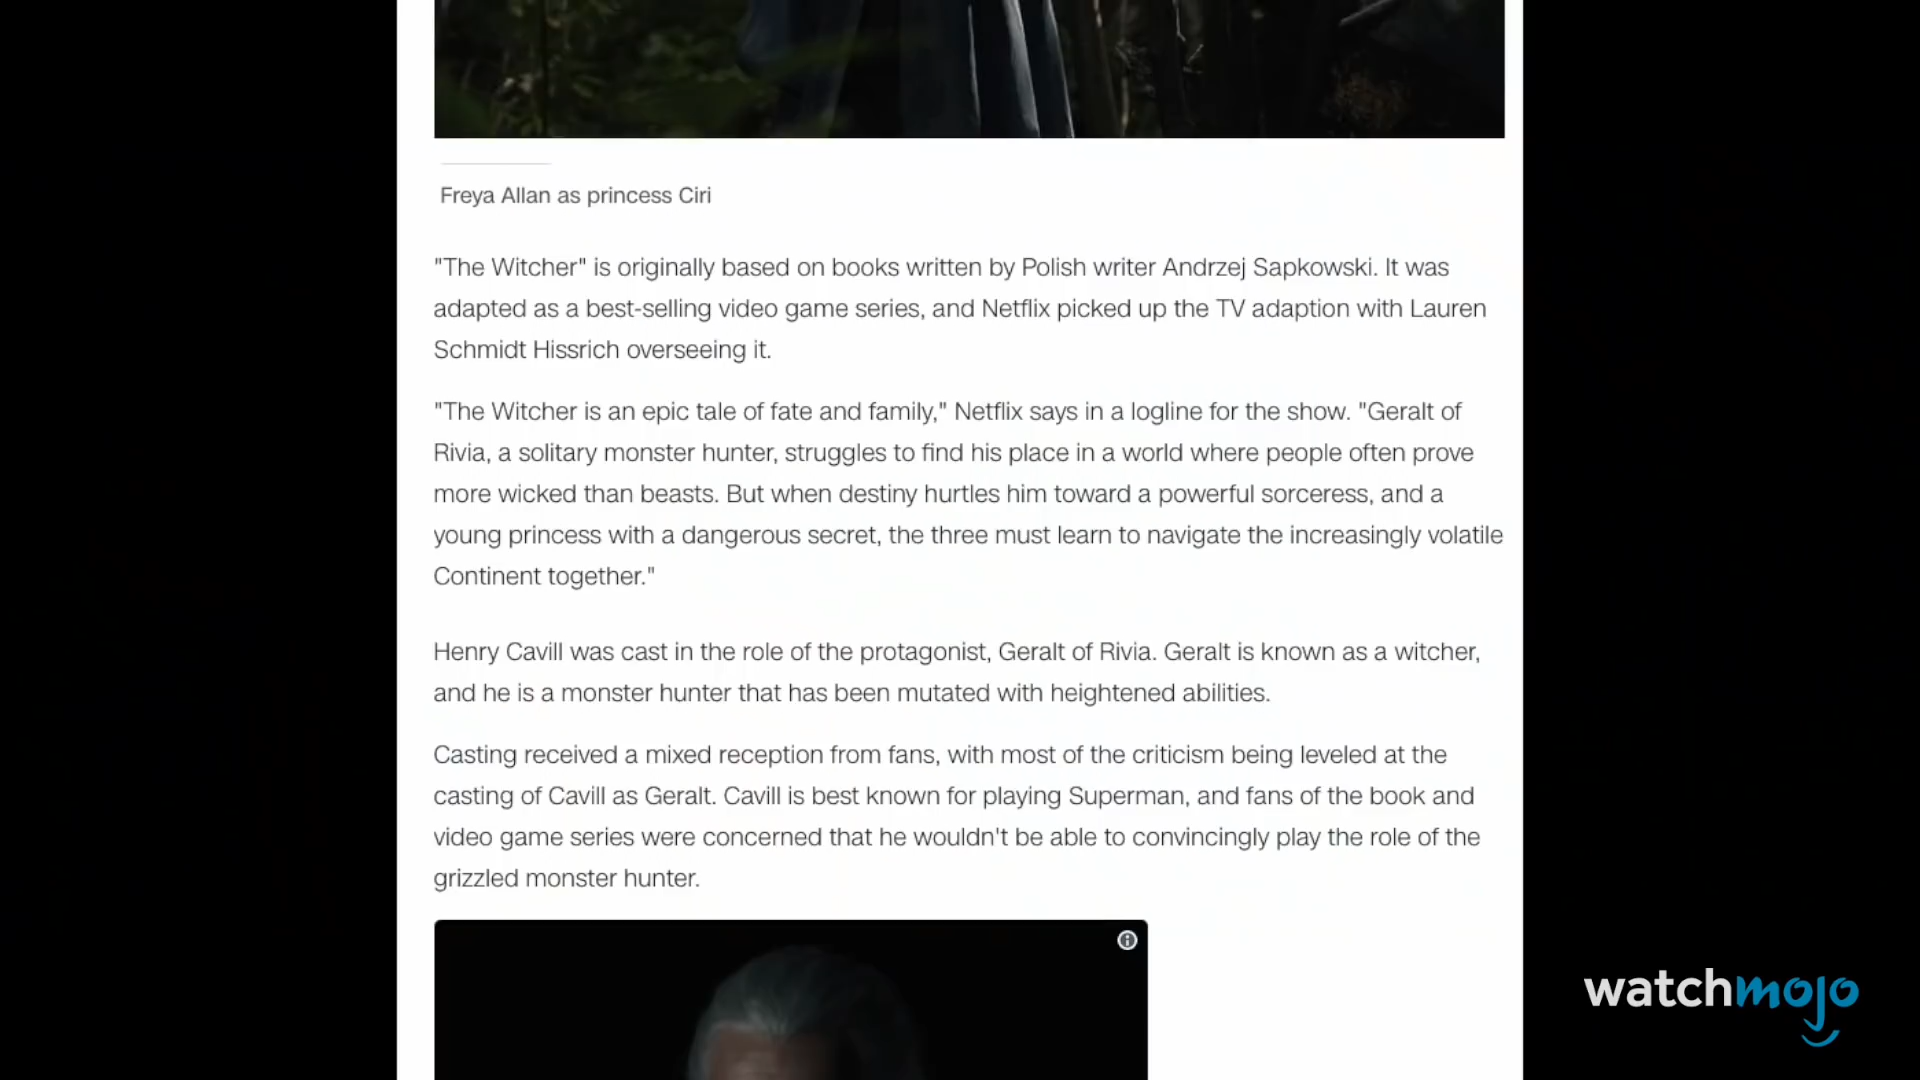 Freya Allan as princess Ciri
"The Witcher" is originally based on books written by Polish writer Andrzej Sapkowski. It was
adapted as a best-selling video game series, and Netflix picked up the TV adaption with Lauren
Schmidt Hissrich overseeing it.
"The Witcher is an epic tale of fate and family," Netflix says in a logline for the show. "Geralt of
Rivia, a solitary monster hunter, struggles to find his place in a world where people often prove
more wicked than beasts. But when destiny hurtles him toward a powerful sorceress, and a
young princess with a dangerous secret, the three must learn to navigate the increasingly volatile
Continent together."
Henry Cavill was cast in the role of the protagonist, Geralt of Rivia. Geralt is known as a witcher,
and he is a monster hunter that has been mutated with heightened abilities.
Casting received a mixed reception from fans, with most of the criticism being leveled at the
casting of Cavill as Geralt. Cavill is best known for playing Superman, and fans of the book and
video game series were concerned that he wouldn't be able to convincingly play the role of the
grizzled monster hunter.
watchmojo